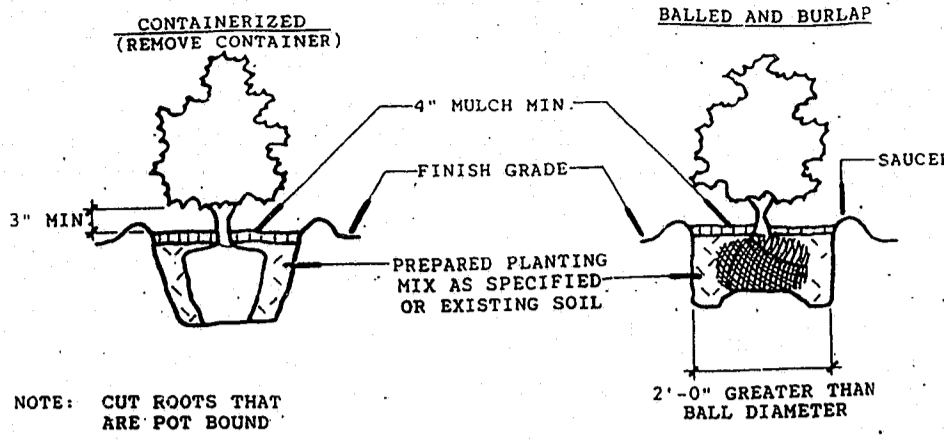 CONTAINERIZED
(REMOVE CONTAINER)
BALLED AND BURLAP
4" MULCH MIN
FINISH GRADE
SAUCER
3" MIN
PREPARED PLANTING
MIX AS SPECIFIED
OR EXISTING SOIL
NOTE: CUT ROOTS THAT
ARE POT BOUND
2'-0" GREATER THAN
BALL DIAMETER